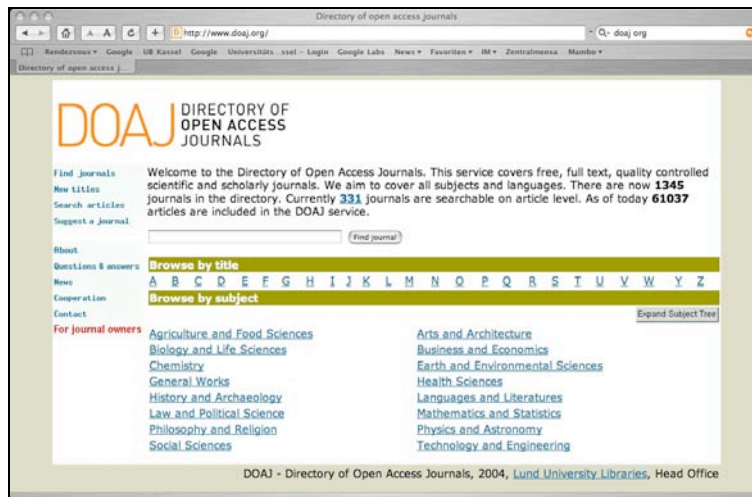 Directory of open access journals
A A C + http://www.doaj.org/ Q- doaj org
Rendezvous Google UB Kassel Google Universitäts...ssel - Login Google Labs News Favoriten IM Zentralmensa Mambo
Directory of open access j...
DOAJ DIRECTORY OF
OPEN ACCESS
JOURNALS
Find journals
New titles
Search articles
Suggest a journal
About
Questions & answers
News
Cooperation
Contact
For journal owners
Welcome to the Directory of Open Access Journals. This service covers free, full text, quality controlled
scientific and scholarly journals. We aim to cover all subjects and languages. There are now 1345
journals in the directory. Currently 331 journals are searchable on article level. As of today 61037
articles are included in the DOAJ service.
Find journal
Browse by title
A B C D E F G H I J K L M N O P Q R S T U V W Y Z
Browse by subject
Expand Subject Tree
Agriculture and Food Sciences
Biology and Life Sciences
Chemistry
General Works
History and Archaeology
Law and Political Science
Philosophy and Religion
Social Sciences
Arts and Architecture
Business and Economics
Earth and Environmental Sciences
Health Sciences
Languages and Literatures
Mathematics and Statistics
Physics and Astronomy
Technology and Engineering
DOAJ - Directory of Open Access Journals, 2004, Lund University Libraries, Head Office